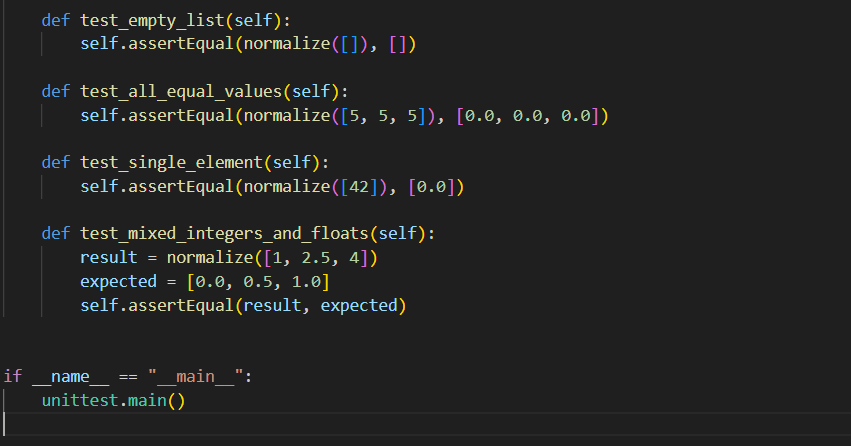 def test_empty_list(self):
    self.assertEqual(normalize([]), [])

def test_all_equal_values(self):
    self.assertEqual(normalize([5, 5, 5]), [0.0, 0.0, 0.0])

def test_single_element(self):
    self.assertEqual(normalize([42]), [0.0])

def test_mixed_integers_and_floats(self):
    result = normalize([1, 2.5, 4])
    expected = [0.0, 0.5, 1.0]
    self.assertEqual(result, expected)


if __name__ == "__main__":
    unittest.main()